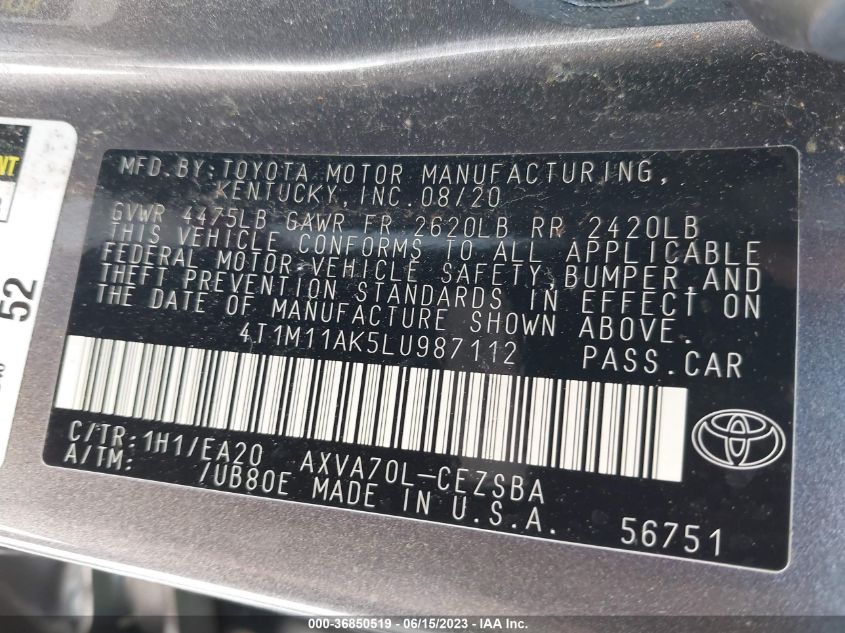 MFD.BY:TOYOTA MOTOR MANUFACTURING,
KENTUCKY,INC.08/20
GVWR 4475LB GAWR FR 2620LB RR 2420LB
THIS VEHICLE CONFORMS TO ALL APPLICABLE
FEDERAL MOTOR VEHICLE SAFETY,BUMPER,AND
THEFT PREVENTION STANDARDS IN EFFECT ON
THE DATE OF MANUFACTURE SHOWN ABOVE.
4T1M11AK5LU987112 PASS.CAR
C/TR:1H1/EA20 AXVA70L-CEZSBA
A/TM: /UB80E MADE IN U.S.A. 56751
52
© - 36850519 - 06/15/2023 - © IAA Holdings, LLC